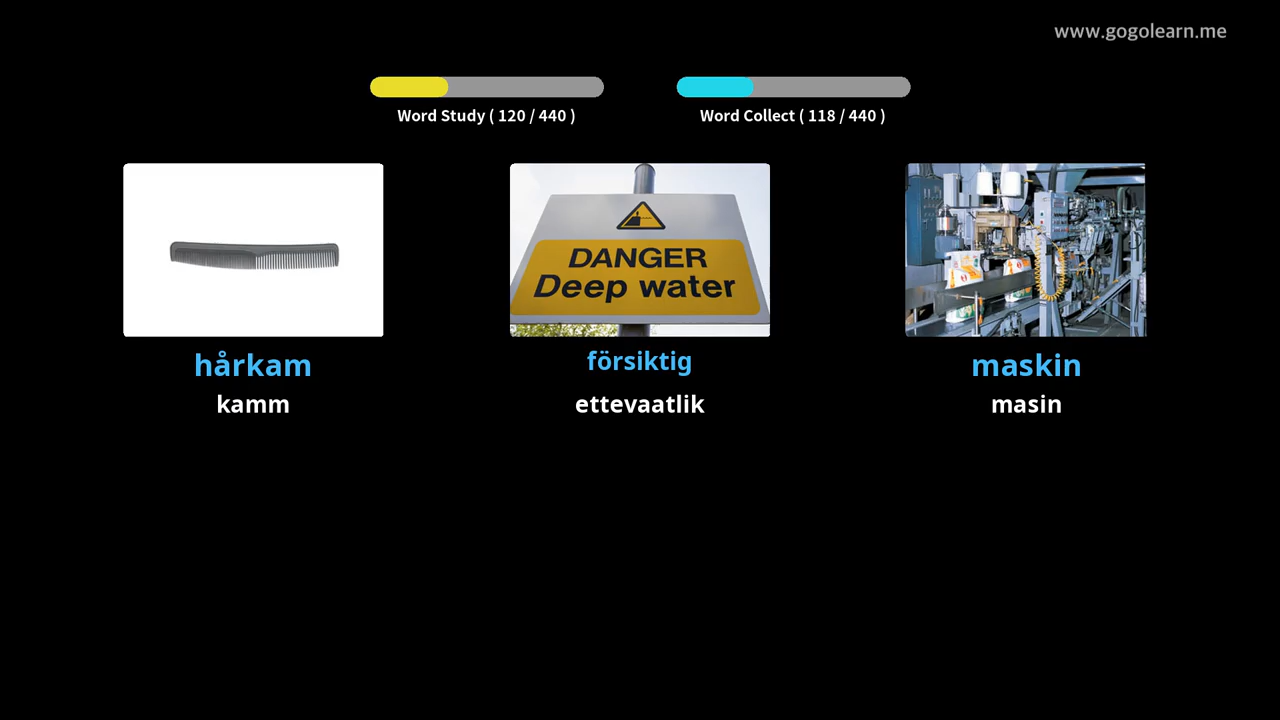 www.gogolearn.me
Word Study ( 120 / 440 )
Word Collect ( 118 / 440 )
DANGER
Deep water
hårkam
försiktig
maskin
kamm
ettevaatlik
masin